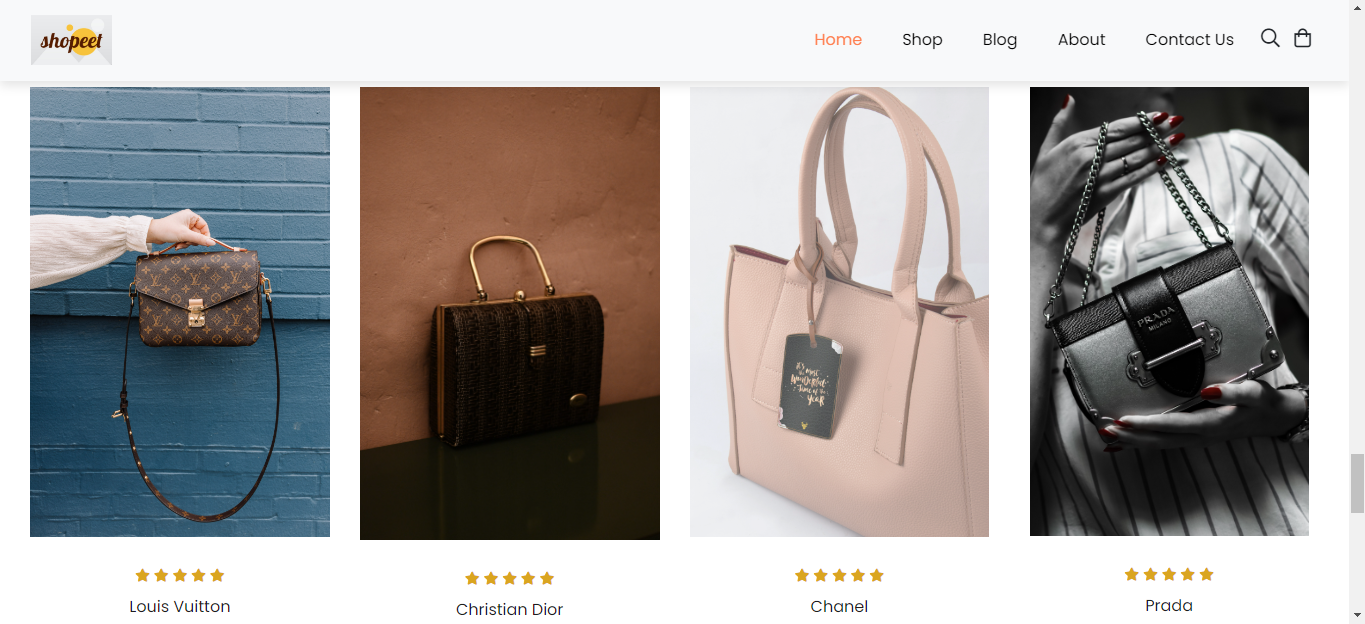 shopeet
Home Shop Blog About Contact Us
PRADA
MILANO
it's the most
Wonderful
Time of the
YEAR
Louis Vuitton
Christian Dior
Chanel
Prada